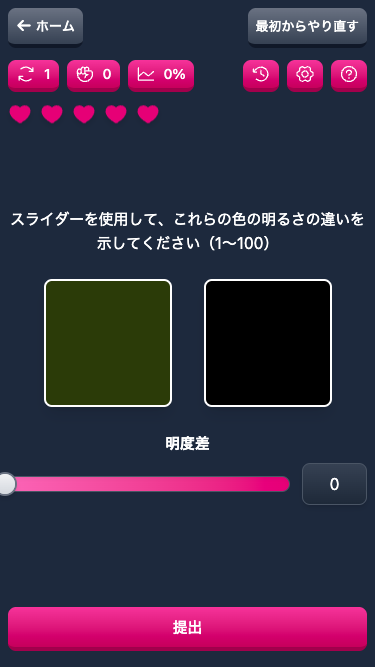 ホーム
最初からやり直す
1
0
0%
スライダーを使用して、これらの色の明るさの違いを
示してください（1〜100）
明度差
0
提出